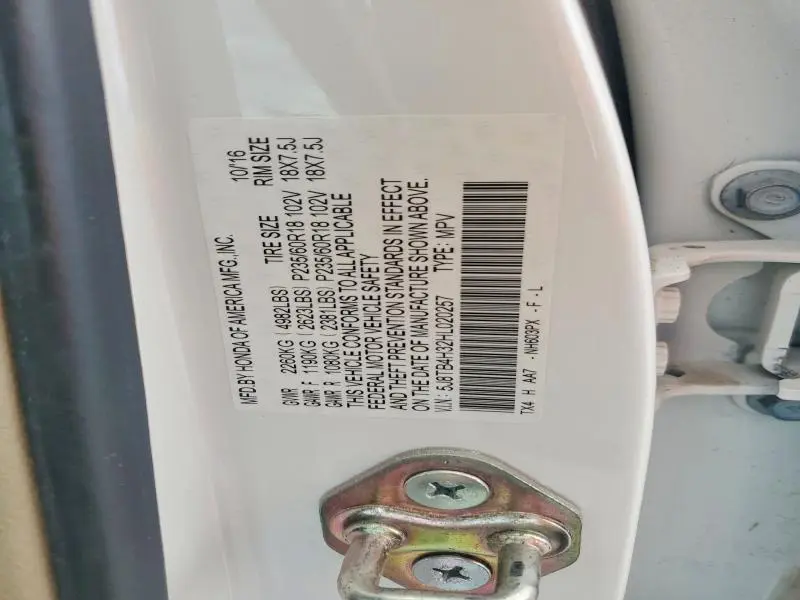 MFD.BY HONDA OF AMERICA MFG.,INC. 10/16
TIRE SIZE RIM SIZE
GVWR 2260KG ( 4982LBS)
GAWR F 1190KG ( 2623LBS) P235/60R18 102V 18X7.5J
GAWR R 1080KG ( 2381LBS) P235/60R18 102V 18X7.5J
THIS VEHICLE CONFORMS TO ALL APPLICABLE
FEDERAL MOTOR VEHICLE SAFETY
AND THEFT PREVENTION STANDARDS IN EFFECT
ON THE DATE OF MANUFACTURE SHOWN ABOVE.
V.I.N : 5J8TB4H32HL020257 TYPE: MPV
TX4 H AA7 -NH603PX -F -L